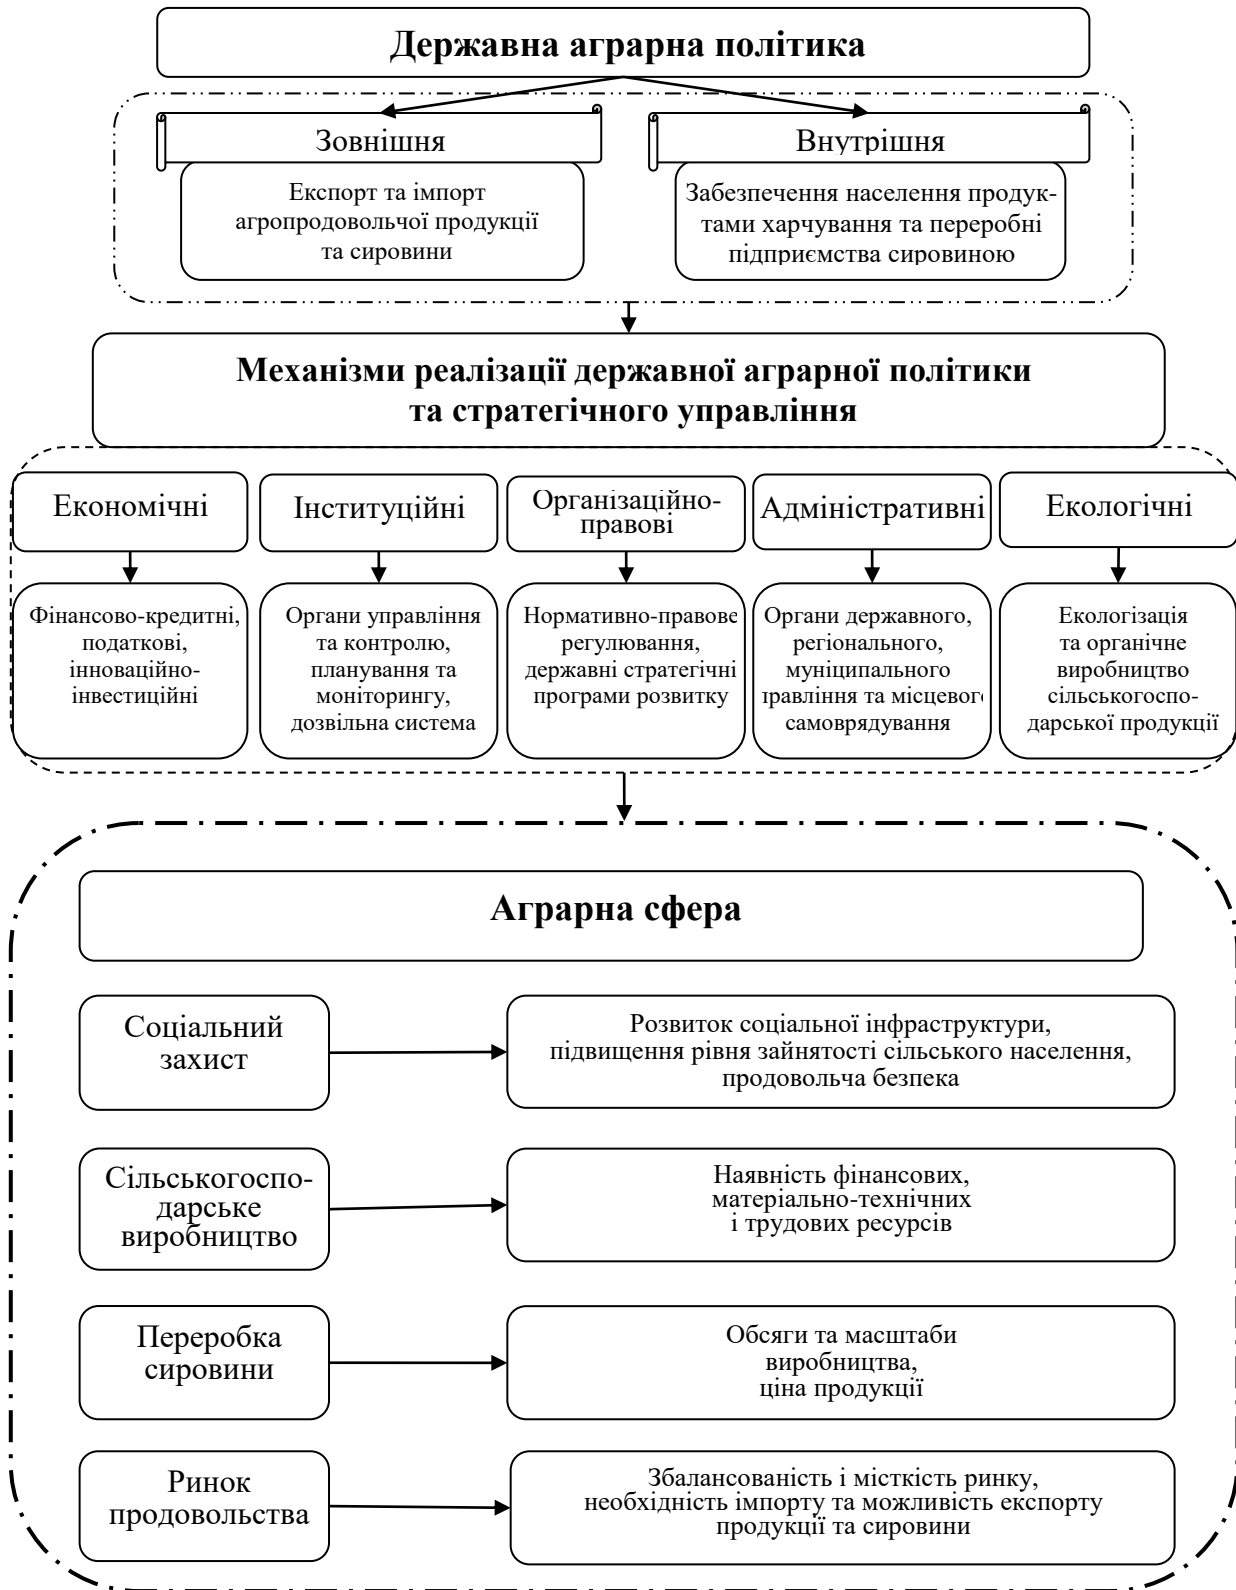 Державна аграрна політика
Зовнішня
Внутрішня
Експорт та імпорт
агропродовольчої продукції
та сировини
Забезпечення населення продук-
тами харчування та переробні
підприємства сировиною
Механізми реалізації державної аграрної політики
та стратегічного управління
Економічні
Інституційні
Організаційно-
правові
Адміністративні
Екологічні
Фінансово-кредитні,
податкові,
інноваційно-
інвестиційні
Органи управління
та контролю,
планування та
моніторингу,
дозвільна система
Нормативно-правове
регулювання,
державні стратегічні
програми розвитку
Органи державного,
регіонального,
муніципального
правління та місцевого
самоврядування
Екологізація
та органічне
виробництво
сільськогоспо-
дарської продукції
Аграрна сфера
Соціальний
захист
Розвиток соціальної інфраструктури,
підвищення рівня зайнятості сільського населення,
продовольча безпека
Сільськогоспо-
дарське
виробництво
Наявність фінансових,
матеріально-технічних
і трудових ресурсів
Переробка
сировини
Обсяги та масштаби
виробництва,
ціна продукції
Ринок
продовольства
Збалансованість і місткість ринку,
необхідність імпорту та можливість експорту
продукції та сировини